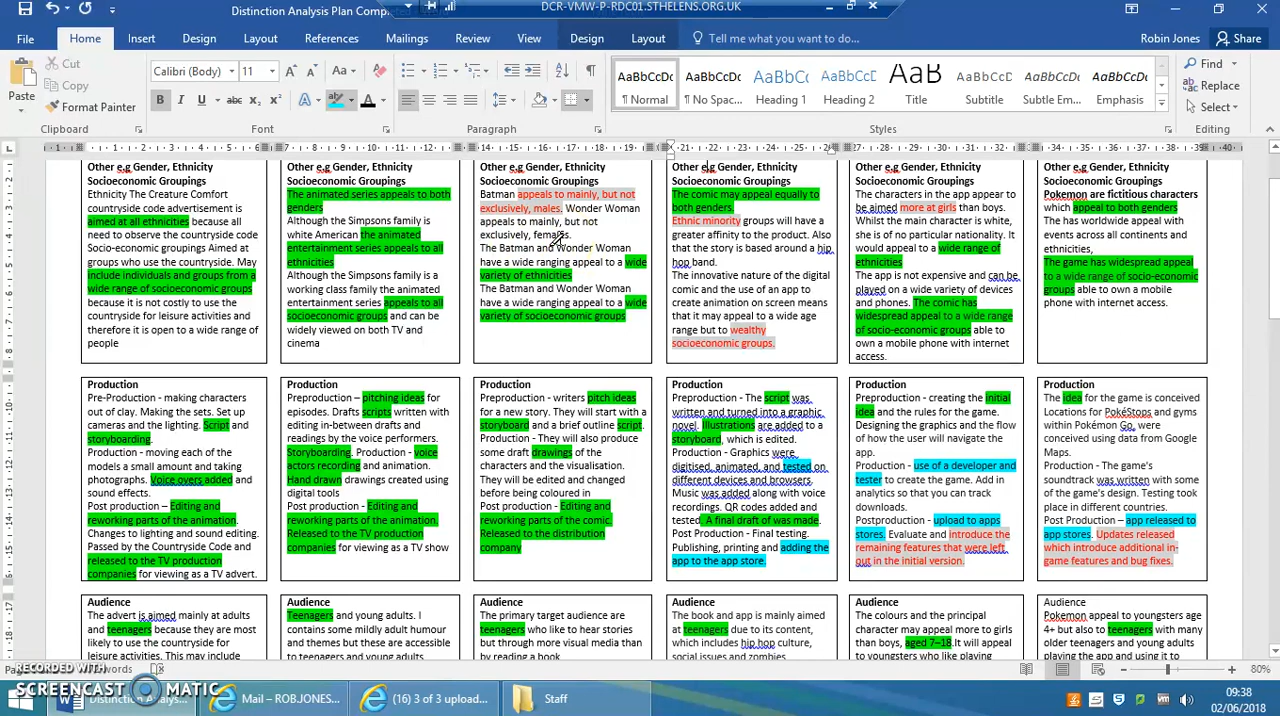 Distinction Analysis Plan Comple
DCR-VMW-P-RDC01.STHELENS.ORG.UK
File
Home
Insert
Design
Layout
References
Mailings
Review
View
Design
Layout
Tell me what you want to do...
Robin Jones
Share
Paste
Cut
Copy
Format Painter
Clipboard
Calibri (Body)
11
Font
Paragraph
AaBbCcDc
¶ Normal
AaBbCcDc
¶ No Spac...
AaBbCc
Heading 1
AaBbCcD
Heading 2
AaB
Title
AaBbCcD
Subtitle
AaBbCcDc
Subtle Em...
AaBbCcDc
Emphasis
Styles
Find
Replace
Select
Editing
Other e.g Gender, Ethnicity
Socioeconomic Groupings
Ethnicity The Creature Comfort
countryside code advertisement is
aimed at all ethnicities because all
need to observe the countryside code
Socio-economic groupings Aimed at
groups who use the countryside. May
include individuals and groups from a
wide range of socioeconomic groups
because it is not costly to use the
countryside for leisure activities and
therefore it is open to a wide range of
people
Other e.g Gender, Ethnicity
Socioeconomic Groupings
The animated series appeals to both
genders
Although the Simpsons family is
white American the animated
entertainment series appeals to all
ethnicities
Although the Simpsons family is a
working class family the animated
entertainment series appeals to all
socioeconomic groups and can be
widely viewed on both TV and
cinema
Other e.g Gender, Ethnicity
Socioeconomic Groupings
Batman appeals to mainly, but not
exclusively, males. Wonder Woman
appeals to mainly, but not
exclusively, females.
The Batman and Wonder Woman
have a wide ranging appeal to a wide
variety of ethnicities
The Batman and Wonder Woman
have a wide ranging appeal to a wide
variety of socioeconomic groups
Other e.g Gender, Ethnicity
Socioeconomic Groupings
The comic may appeal equally to
both genders.
Ethnic minority groups will have a
greater affinity to the product. Also
that the story is based around a hip
hop band.
The innovative nature of the digital
comic and the use of an app to
create animation on screen means
that it may appeal to a wide age
range but to wealthy
socioeconomic groups.
Other e.g Gender, Ethnicity
Socioeconomic Groupings
The characters in the app appear to
be aimed more at girls than boys.
Whilst the main character is white,
she is of no particular nationality. It
would appeal to a wide range of
ethnicities
The app is not expensive and can be
played on a wide variety of devices
and phones. The comic has
widespread appeal to a wide range
of socio-economic groups able to
own a mobile phone with internet
access.
Other e.g Gender, Ethnicity
Socioeconomic Groupings
Pokemon are fictitious characters
which appeal to both genders
The has worldwide appeal with
events across all continents and
ethnicities,
The game has widespread appeal
to a wide range of socio-economic
groups able to own a mobile
phone with internet access.
Production
Pre-Production - making characters
out of clay. Making the sets. Set up
cameras and the lighting. Script and
storyboarding.
Production - moving each of the
models a small amount and taking
photographs. Voice overs added and
sound effects.
Post production – Editing and
reworking parts of the animation.
Changes to lighting and sound editing.
Passed by the Countryside Code and
released to the TV production
companies for viewing as a TV advert.
Production
Preproduction – pitching ideas for
episodes. Drafts scripts written with
editing in-between drafts and
readings by the voice performers.
Storyboarding. Production - voice
actors recording and animation.
Hand drawn drawings created using
digital tools
Post production - Editing and
reworking parts of the animation.
Released to the TV production
companies for viewing as a TV show
Production
Preproduction - writers pitch ideas
for a new story. They will start with a
storyboard and a brief outline script.
Production - They will also produce
some draft drawings of the
characters and the visualisation.
They will be edited and changed
before being coloured in
Post production - Editing and
reworking parts of the comic.
Released to the distribution
company
Production
Preproduction - The script was
written and turned into a graphic
novel. Illustrations are added to a
storyboard, which is edited.
Production - Graphics were
digitised, animated, and tested on
different devices and browsers.
Music was added along with voice
recordings. QR codes added and
tested. A final draft of was made.
Post Production - Final testing.
Publishing, printing and adding the
app to the app store.
Production
Preproduction - creating the initial
idea and the rules for the game.
Designing the graphics and the flow
of how the user will navigate the
app.
Production - use of a developer and
tester to create the game. Add in
analytics so that you can track
downloads.
Postproduction - upload to apps
stores. Evaluate and introduce the
remaining features that were left
out in the initial version.
Production
The idea for the game is conceived
Locations for PokéStops and gyms
within Pokémon Go, were
conceived using data from Google
Maps.
Production - The game's
soundtrack was written with some
of the game's design. Testing took
place in different countries.
Post Production – app released to
app stores. Updates released
which introduce additional in-
game features and bug fixes.
Audience
The advert is aimed mainly at adults
and teenagers because they are most
likely to use the countryside for
leisure activities. This may include
Audience
Teenagers and young adults. I
contains some mildly adult humour
and themes but these are accessible
to teenagers and young adults
Audience
The primary target audience are
teenagers who like to hear stories
but through more visual media than
by reading a book
Audience
The book and app is mainly aimed
at teenagers due to its content,
which includes hip hop culture,
social issues and zombies
Audience
The colours and the principal
character may appeal more to girls
than boys, aged 7–18.It will appeal
to youngsters who like playing
Audience
Pokemon appeal to youngsters age
4+ but also to teenagers with many
older teenagers and young adults
playing the app and using it to
RECORDED WITH
SCREENCAST MATIC
80%
Distinction Analys...
Mail – ROBJONES...
(16) 3 of 3 upload...
Staff
09:38
02/06/2018